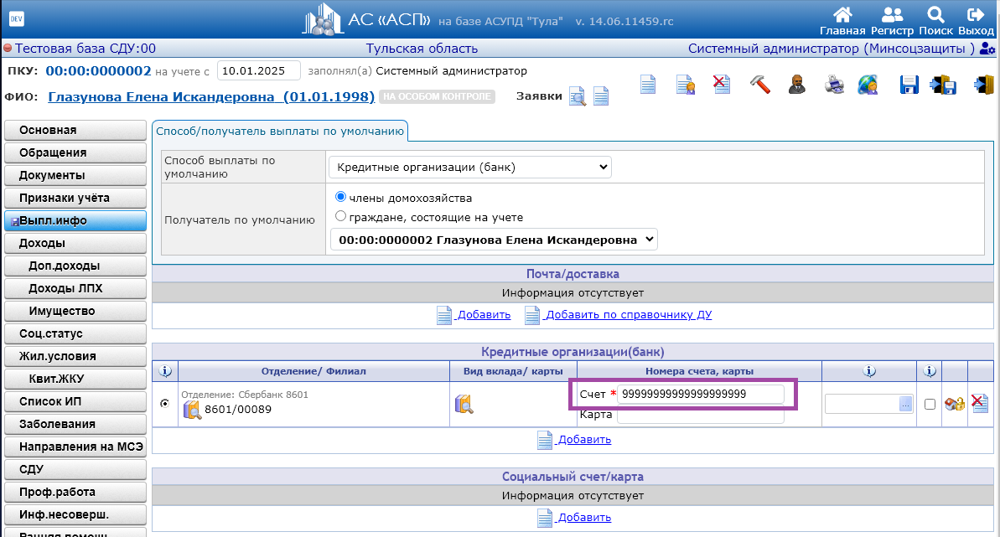 DEV
АС «АСП» на базе АСУПД "Тула" v. 14.06.11459.rc
Главная Регистр Поиск Выход
Тестовая база СДУ:00 Тульская область Системный администратор (Минсоцзащиты )
ПКУ: 00:00:0000002 на учете с 10.01.2025 заполнял(а) Системный администратор
ФИО: Глазунова Елена Искандеровна (01.01.1998) НА ОСОБОМ КОНТРОЛЕ Заявки
Основная
Обращения
Документы
Признаки учёта
Выпл.инфо
Доходы
Доп.доходы
Доходы ЛПХ
Имущество
Соц.статус
Жил.условия
Квит.ЖКУ
Список ИП
Заболевания
Направления на МСЭ
СДУ
Проф.работа
Инф.несоверш.
Ранняя помощь
Способ/получатель выплаты по умолчанию
Способ выплаты по
умолчанию
Кредитные организации (банк)
Получатель по умолчанию
члены домохозяйства
граждане, состоящие на учете
00:00:0000002 Глазунова Елена Искандеровна
Почта/доставка
Информация отсутствует
Добавить Добавить по справочнику ДУ
Кредитные организации(банк)
Отделение/ Филиал Вид вклада/ карты Номера счета, карты
Отделение: Сбербанк 8601
8601/00089
Счет * 99999999999999999999
Карта
...
Добавить
Социальный счет/карта
Информация отсутствует
Добавить